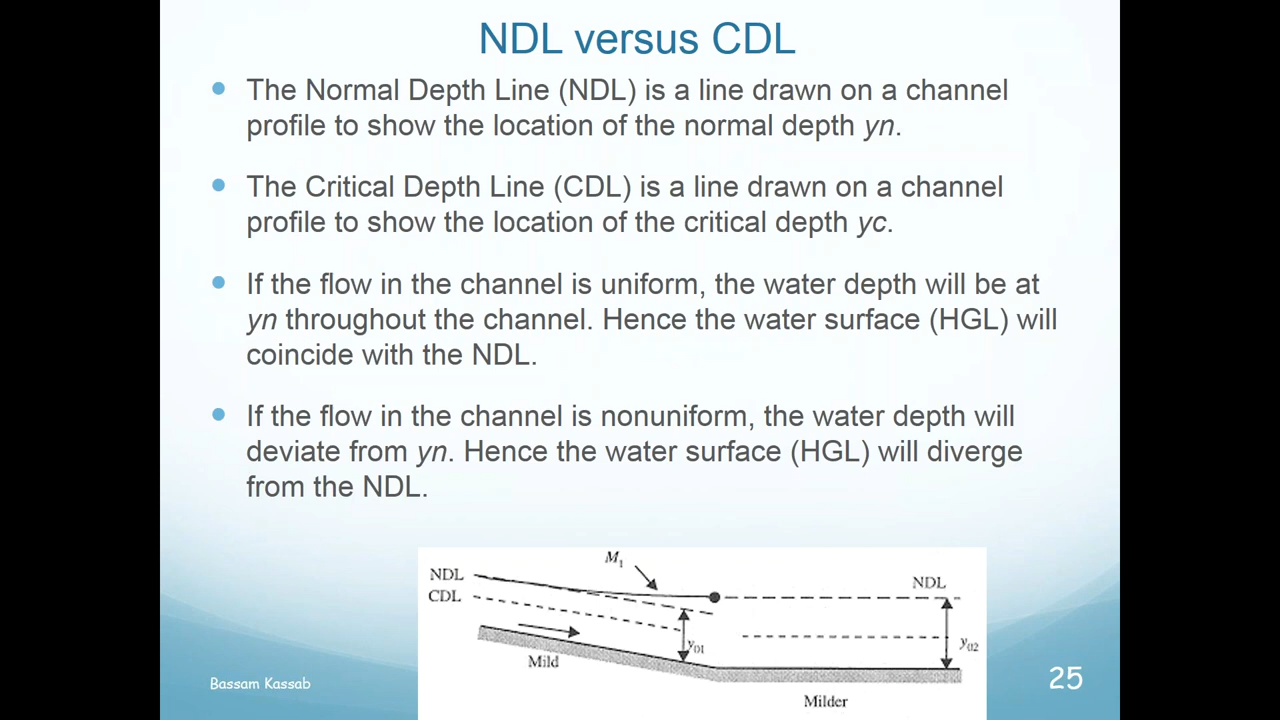 NDL versus CDL
The Normal Depth Line (NDL) is a line drawn on a channel
profile to show the location of the normal depth yn.
The Critical Depth Line (CDL) is a line drawn on a channel
profile to show the location of the critical depth yc.
If the flow in the channel is uniform, the water depth will be at
yn throughout the channel. Hence the water surface (HGL) will
coincide with the NDL.
If the flow in the channel is nonuniform, the water depth will
deviate from yn. Hence the water surface (HGL) will diverge
from the NDL.
M₁
NDL
NDL
CDL
y₀₁
y₀₂
Mild
Milder
Bassam Kassab
25